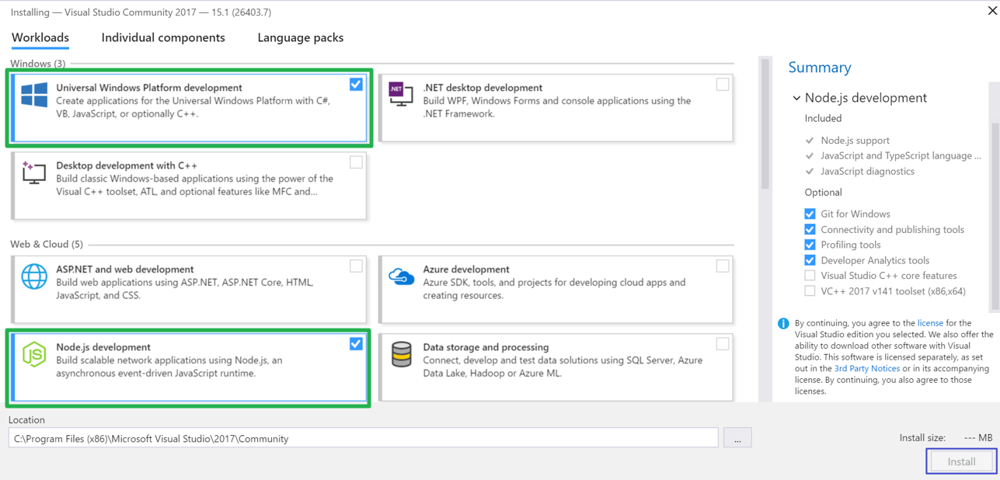 Installing — Visual Studio Community 2017 — 15.1 (26403.7)
Workloads
Individual components
Language packs
Windows (3)
Universal Windows Platform development
Create applications for the Universal Windows Platform with C#,
VB, JavaScript, or optionally C++.
.NET
.NET desktop development
Build WPF, Windows Forms and console applications using the
.NET Framework.
Desktop development with C++
Build classic Windows-based applications using the power of the
Visual C++ toolset, ATL, and optional features like MFC and...
Web & Cloud (5)
ASP.NET and web development
Build web applications using ASP.NET, ASP.NET Core, HTML,
JavaScript, and CSS.
Azure development
Azure SDK, tools, and projects for developing cloud apps and
creating resources.
JS
Node.js development
Build scalable network applications using Node.js, an
asynchronous event-driven JavaScript runtime.
Data storage and processing
Connect, develop and test data solutions using SQL Server, Azure
Data Lake, Hadoop or Azure ML.
Summary
Node.js development
Included
Node.js support
JavaScript and TypeScript language ...
JavaScript diagnostics
Optional
Git for Windows
Connectivity and publishing tools
Profiling tools
Developer Analytics tools
Visual Studio C++ core features
VC++ 2017 v141 toolset (x86,x64)
By continuing, you agree to the license for the
Visual Studio edition you selected. We also offer the
ability to download other software with Visual
Studio. This software is licensed separately, as set
out in the 3rd Party Notices or in its accompanying
license. By continuing, you also agree to those
licenses.
Location
C:\Program Files (x86)\Microsoft Visual Studio\2017\Community
...
Install size: --- MB
Install